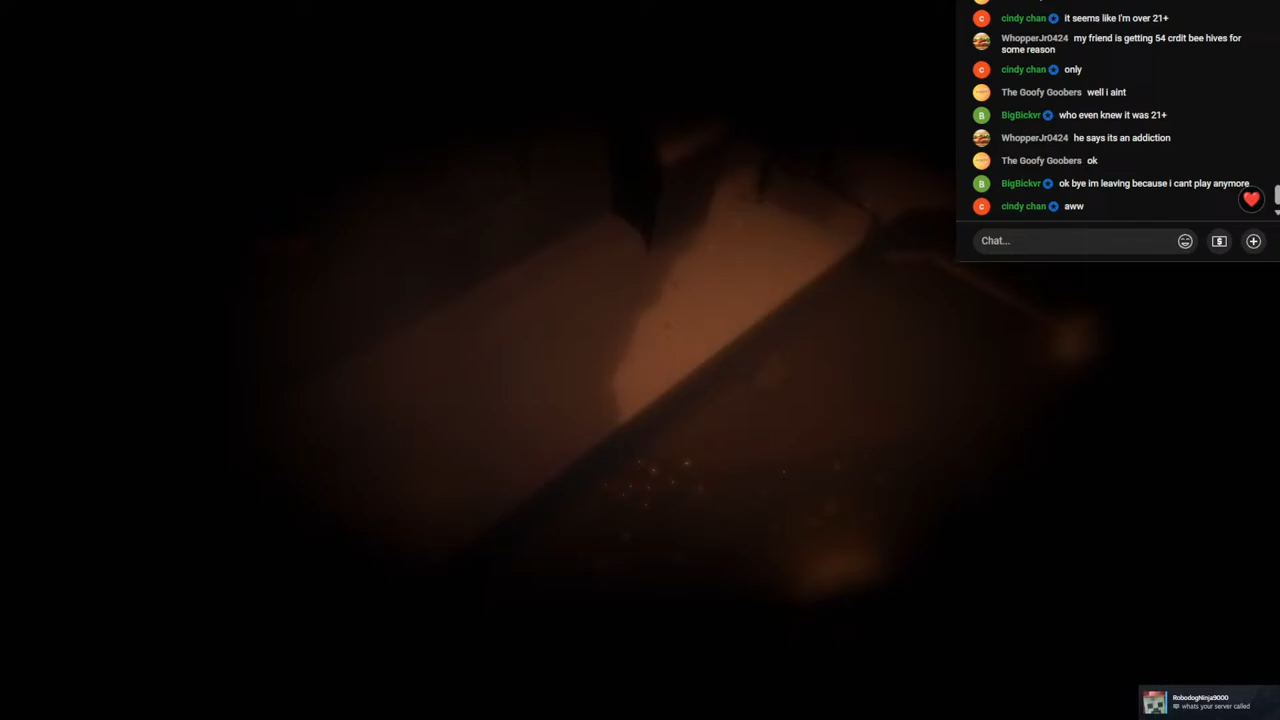 cindy chan it seems like I'm over 21+
WhopperJr0424 my friend is getting 54 crdit bee hives for
some reason
cindy chan only
The Goofy Goobers well i aint
BigBickvr who even knew it was 21+
WhopperJr0424 he says its an addiction
The Goofy Goobers ok
BigBickvr ok bye im leaving because i cant play anymore
cindy chan aww
Chat...
RobodogNinja9000
whats your server called